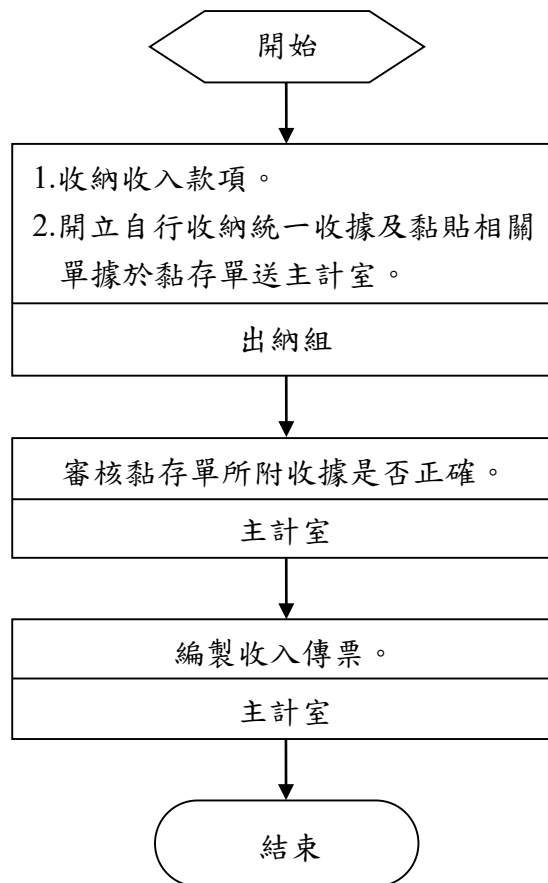 開始
1.收納收入款項。
2.開立自行收納統一收據及黏貼相關
單據於黏存單送主計室。
出納組
審核黏存單所附收據是否正確。
主計室
編製收入傳票。
主計室
結束